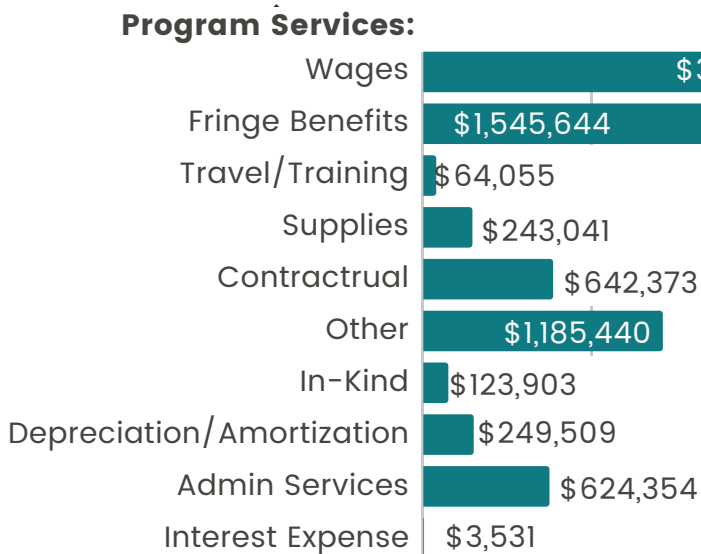 Program Services:
Wages $3
Fringe Benefits $1,545,644
Travel/Training $64,055
Supplies $243,041
Contractrual $642,373
Other $1,185,440
In-Kind $123,903
Depreciation/Amortization $249,509
Admin Services $624,354
Interest Expense $3,531